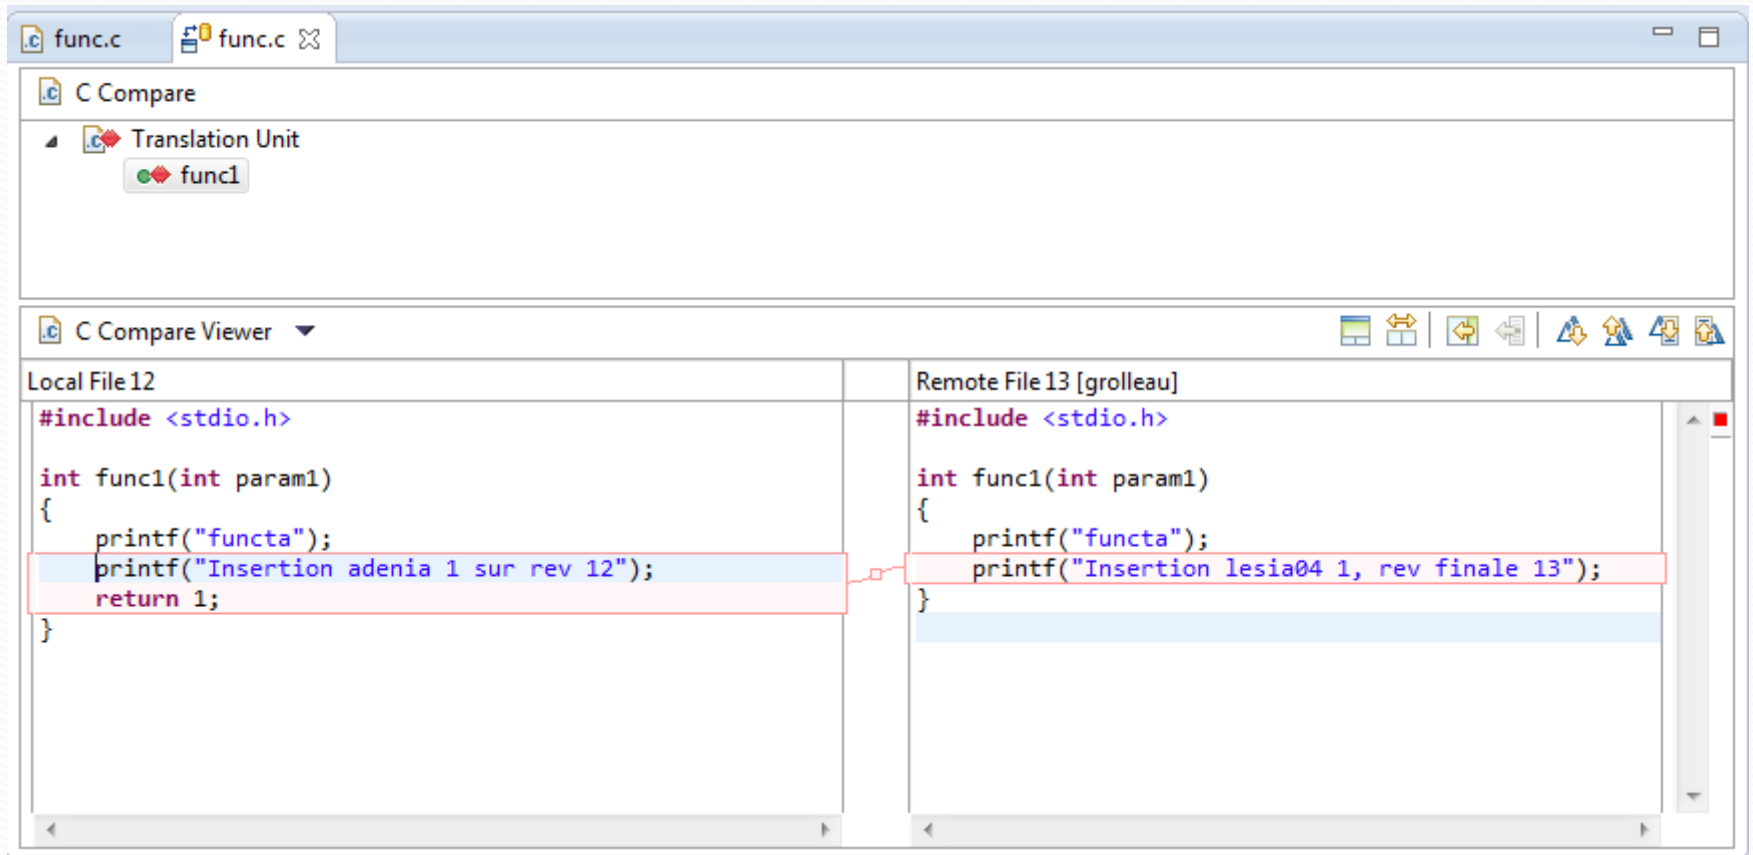 func.c
func.c
C Compare
Translation Unit
func1
C Compare Viewer
Local File 12
#include <stdio.h>
int func1(int param1)
{
printf("functa");
printf("Insertion adenia 1 sur rev 12");
return 1;
}
Remote File 13 [grolleau]
#include <stdio.h>
int func1(int param1)
{
printf("functa");
printf("Insertion lesia04 1, rev finale 13");
}